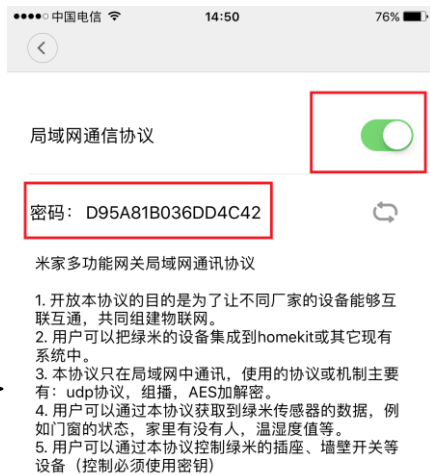 中国电信 14:50 76%
局域网通信协议
密码： D95A81B036DD4C42
米家多功能网关局域网通讯协议
1. 开放本协议的目的是为了让不同厂家的设备能够互
联互通，共同组建物联网。
2. 用户可以把绿米的设备集成到homekit或其它现有
系统中。
3. 本协议只在局域网中通讯，使用的协议或机制主要
有：udp协议，组播，AES加解密。
4. 用户可以通过本协议获取到绿米传感器的数据，例
如门窗的状态，家里有没有人，温湿度值等。
5. 用户可以通过本协议控制绿米的插座、墙壁开关等
设备（控制必须使用密钥）